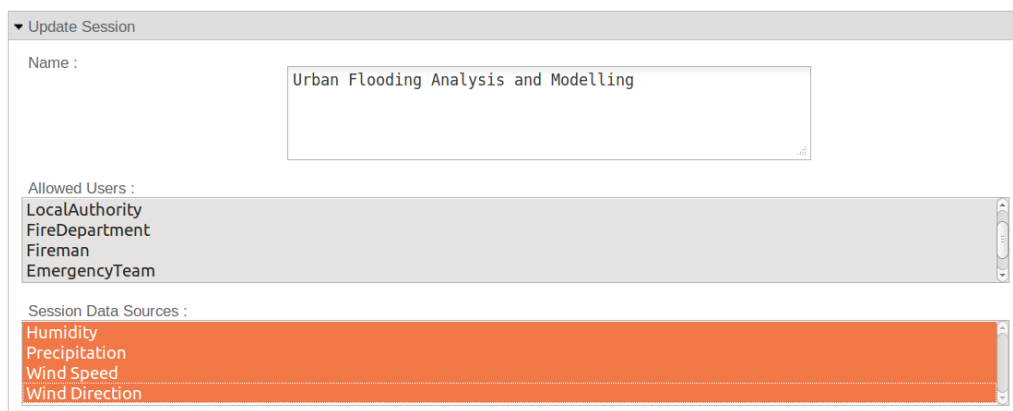 Update Session
Name :
Urban Flooding Analysis and Modelling
Allowed Users :
LocalAuthority
FireDepartment
Fireman
EmergencyTeam
Session Data Sources :
Humidity
Precipitation
Wind Speed
Wind Direction